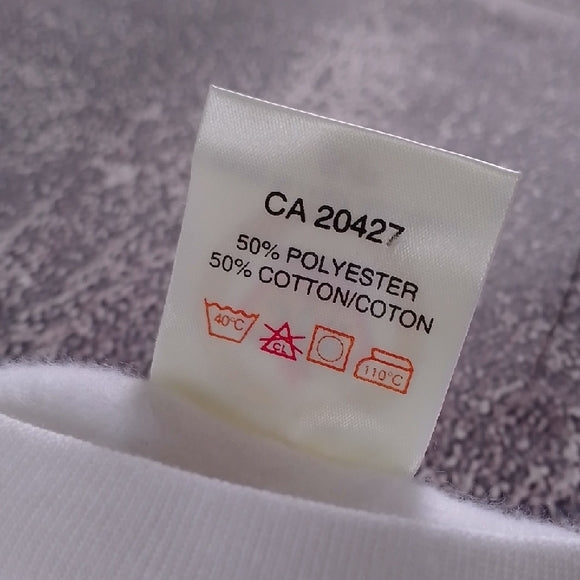 CA 20427
50% POLYESTER
50% COTTON/COTON
40°C CL 110°C